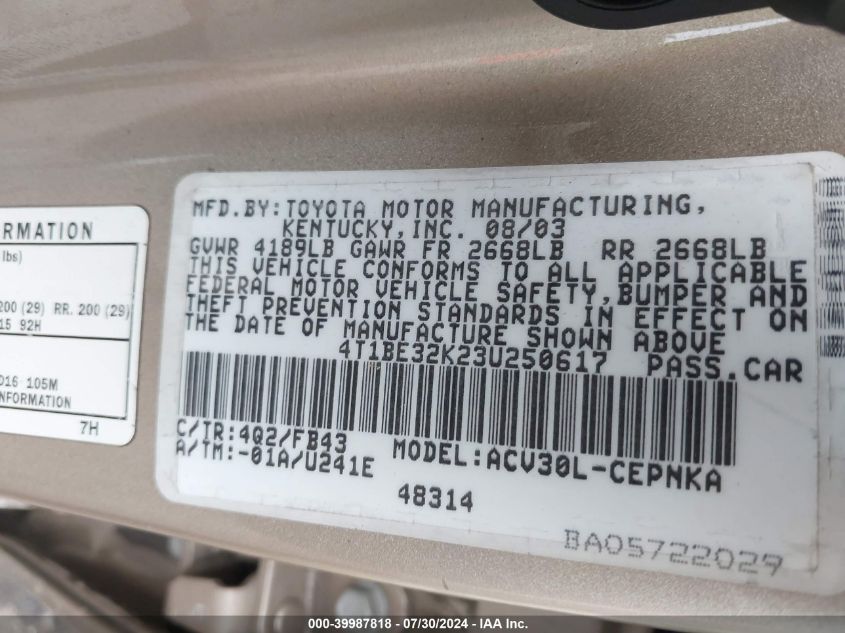 MFD.BY:TOYOTA MOTOR MANUFACTURING,
KENTUCKY,INC. 08/03
GVWR 4189LB GAWR FR 2668LB RR 2668LB
THIS VEHICLE CONFORMS TO ALL APPLICABLE
FEDERAL MOTOR VEHICLE SAFETY,BUMPER AND
THEFT PREVENTION STANDARDS IN EFFECT ON
THE DATE OF MANUFACTURE SHOWN ABOVE
4T1BE32K23U250617 PASS.CAR
C/TR:4Q2/FB43
A/TM:-01A/U241E
MODEL:ACV30L-CEPNKA
48314
BA05722029
lbs)
200 (29) RR. 200 (29)
15 92H
D16 105M
7H
000-39987818 - 07/30/2024 - IAAI, Inc.